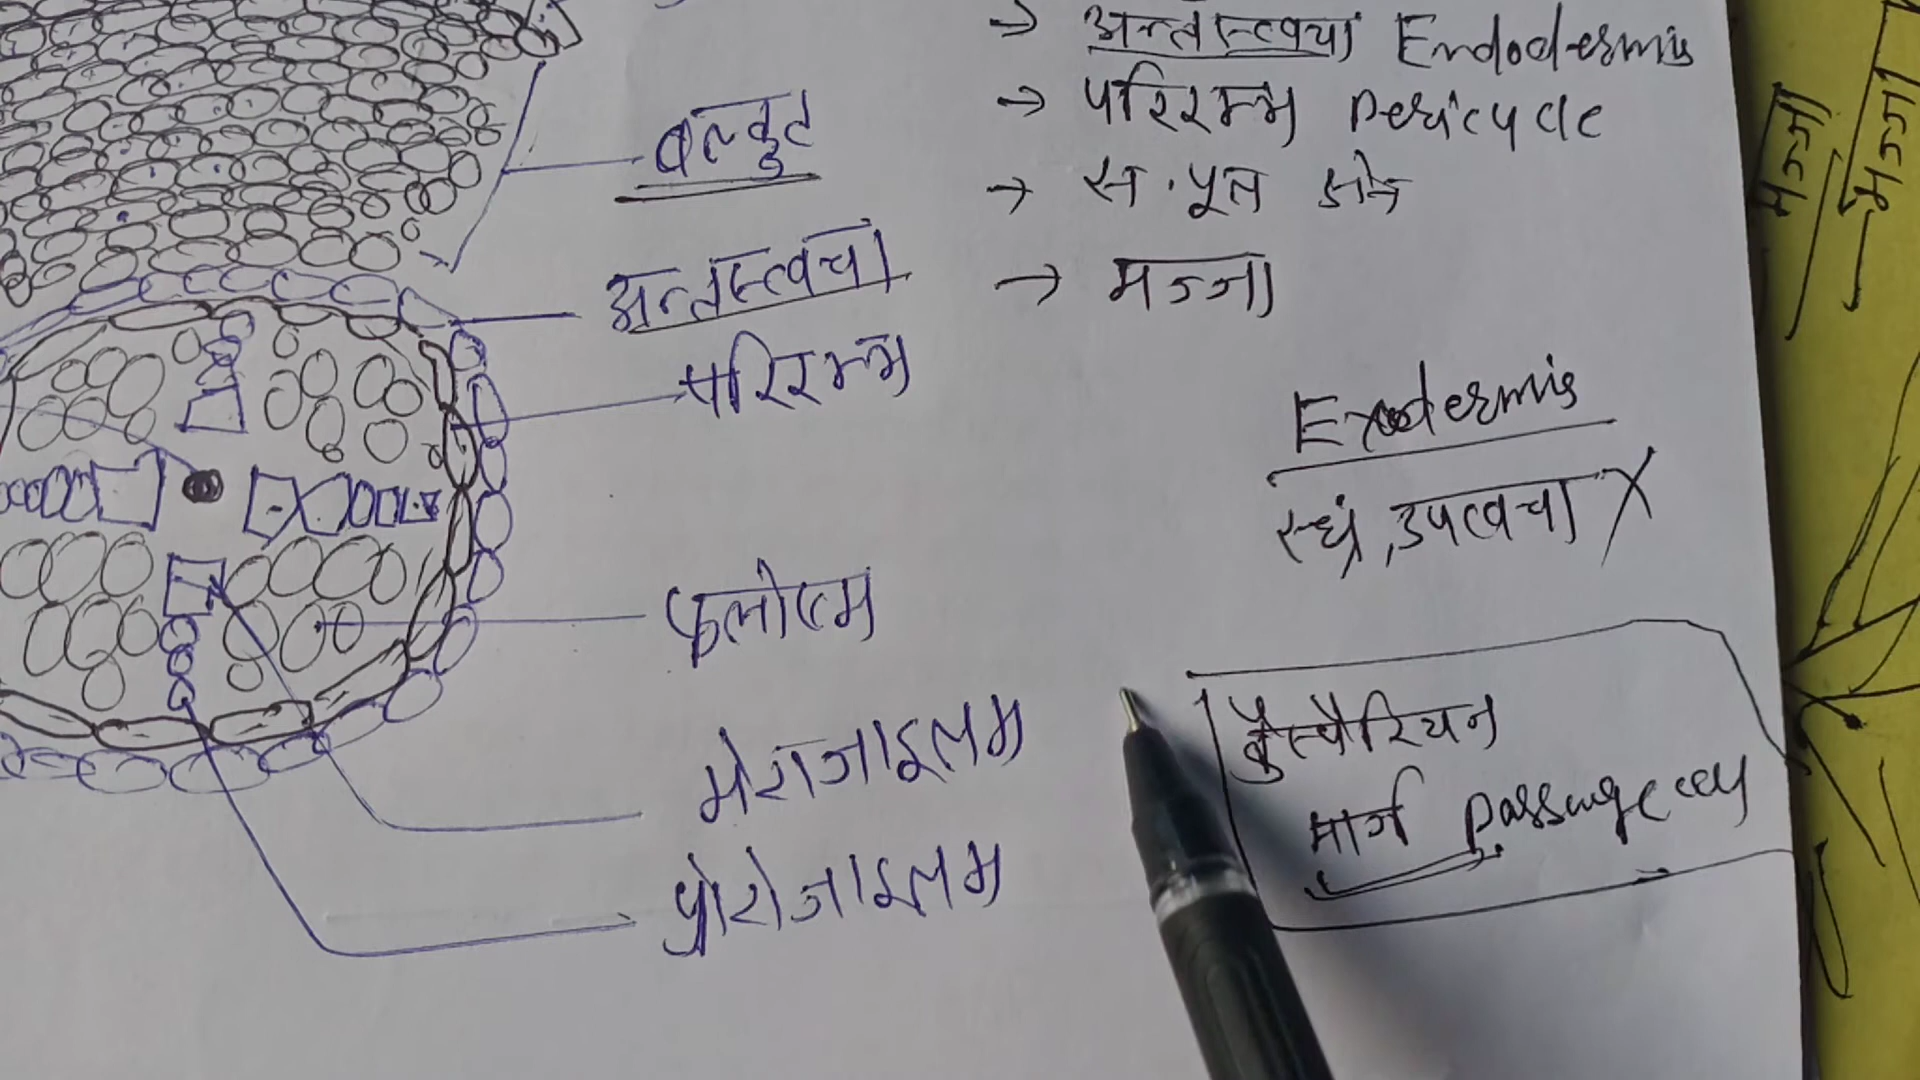 वल्कुट
अन्तस्त्वचा
परिरम्भ
फ्लोएम
मेटाजाइलम
प्रोटोजाइलम
→ अन्तस्त्वचा Endodermis
→ परिरम्भ Pericycle
→ स. पूल
→ मज्जा
Exodermis
रन्ध्रं, उपत्वचा X
कैस्पैरियन
मार्ग passage cell
मज्जा
मज्जा